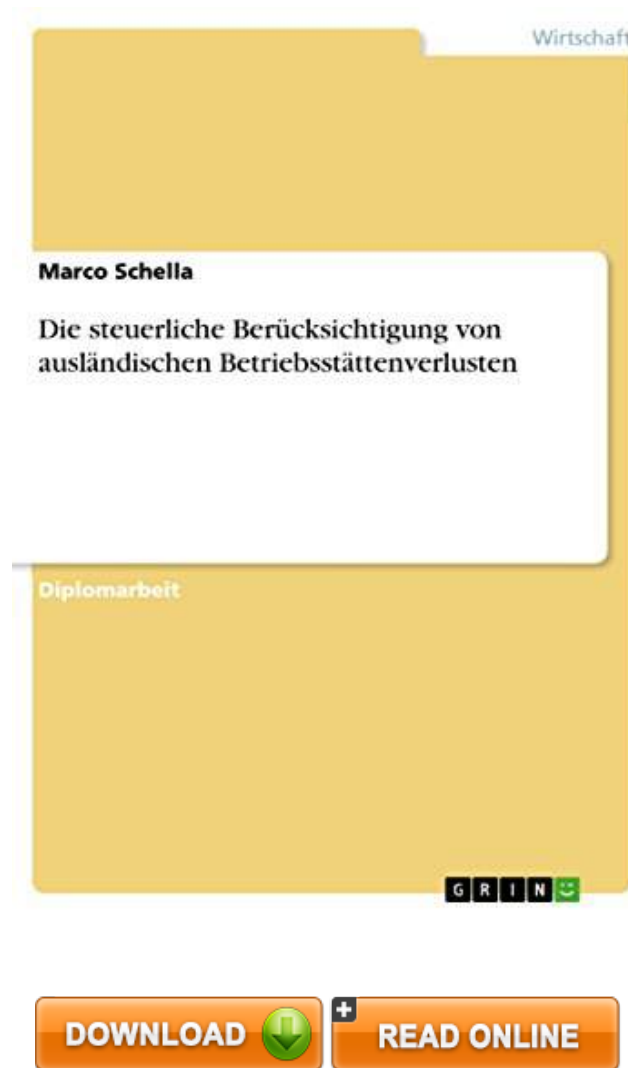 Wirtschaft
Marco Schella
Die steuerliche Berücksichtigung von
ausländischen Betriebsstättenverlusten
Diplomarbeit
GRIN
DOWNLOAD
READ ONLINE